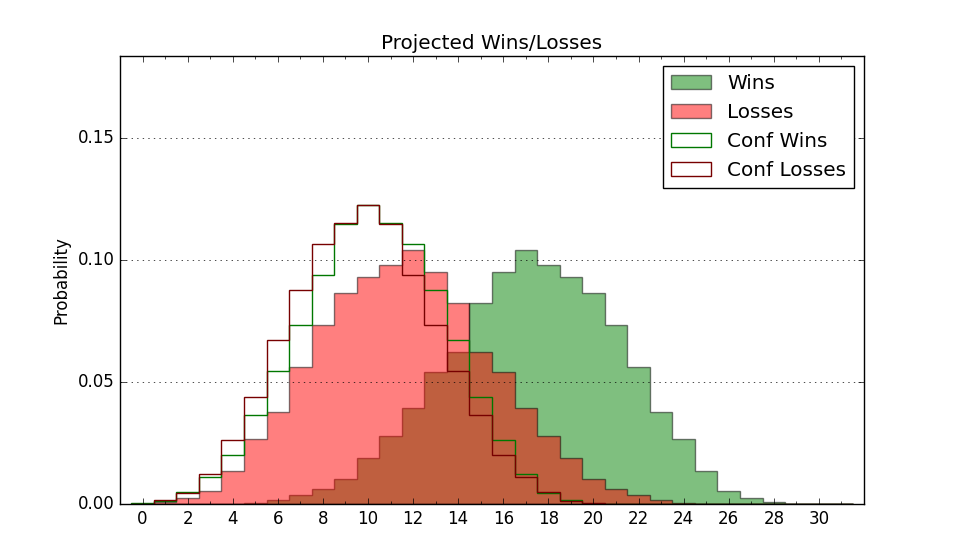 Projected Wins/Losses
Wins
Losses
Conf Wins
Conf Losses
Probability
0.15
0.10
0.05
0.00
0 2 4 6 8 10 12 14 16 18 20 22 24 26 28 30